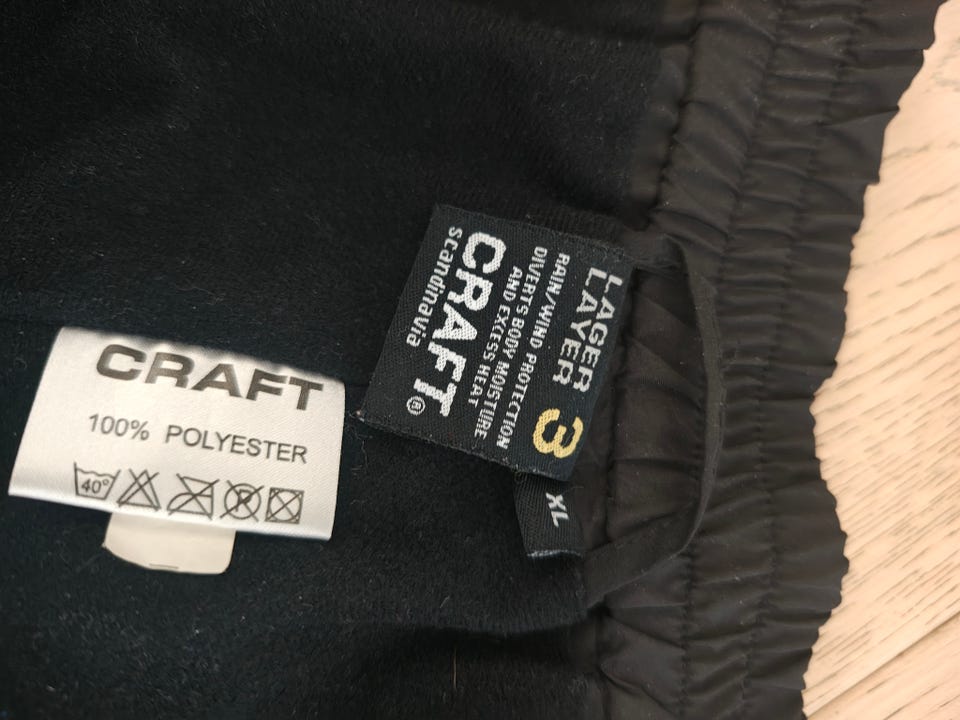 CRAFT
100% POLYESTER
40°
P
CRAFT®
Scandinavia
LAGER
LAYER 3
RAIN/WIND PROTECTION
DIVERTS BODY MOISTURE
AND EXCESS HEAT
XL